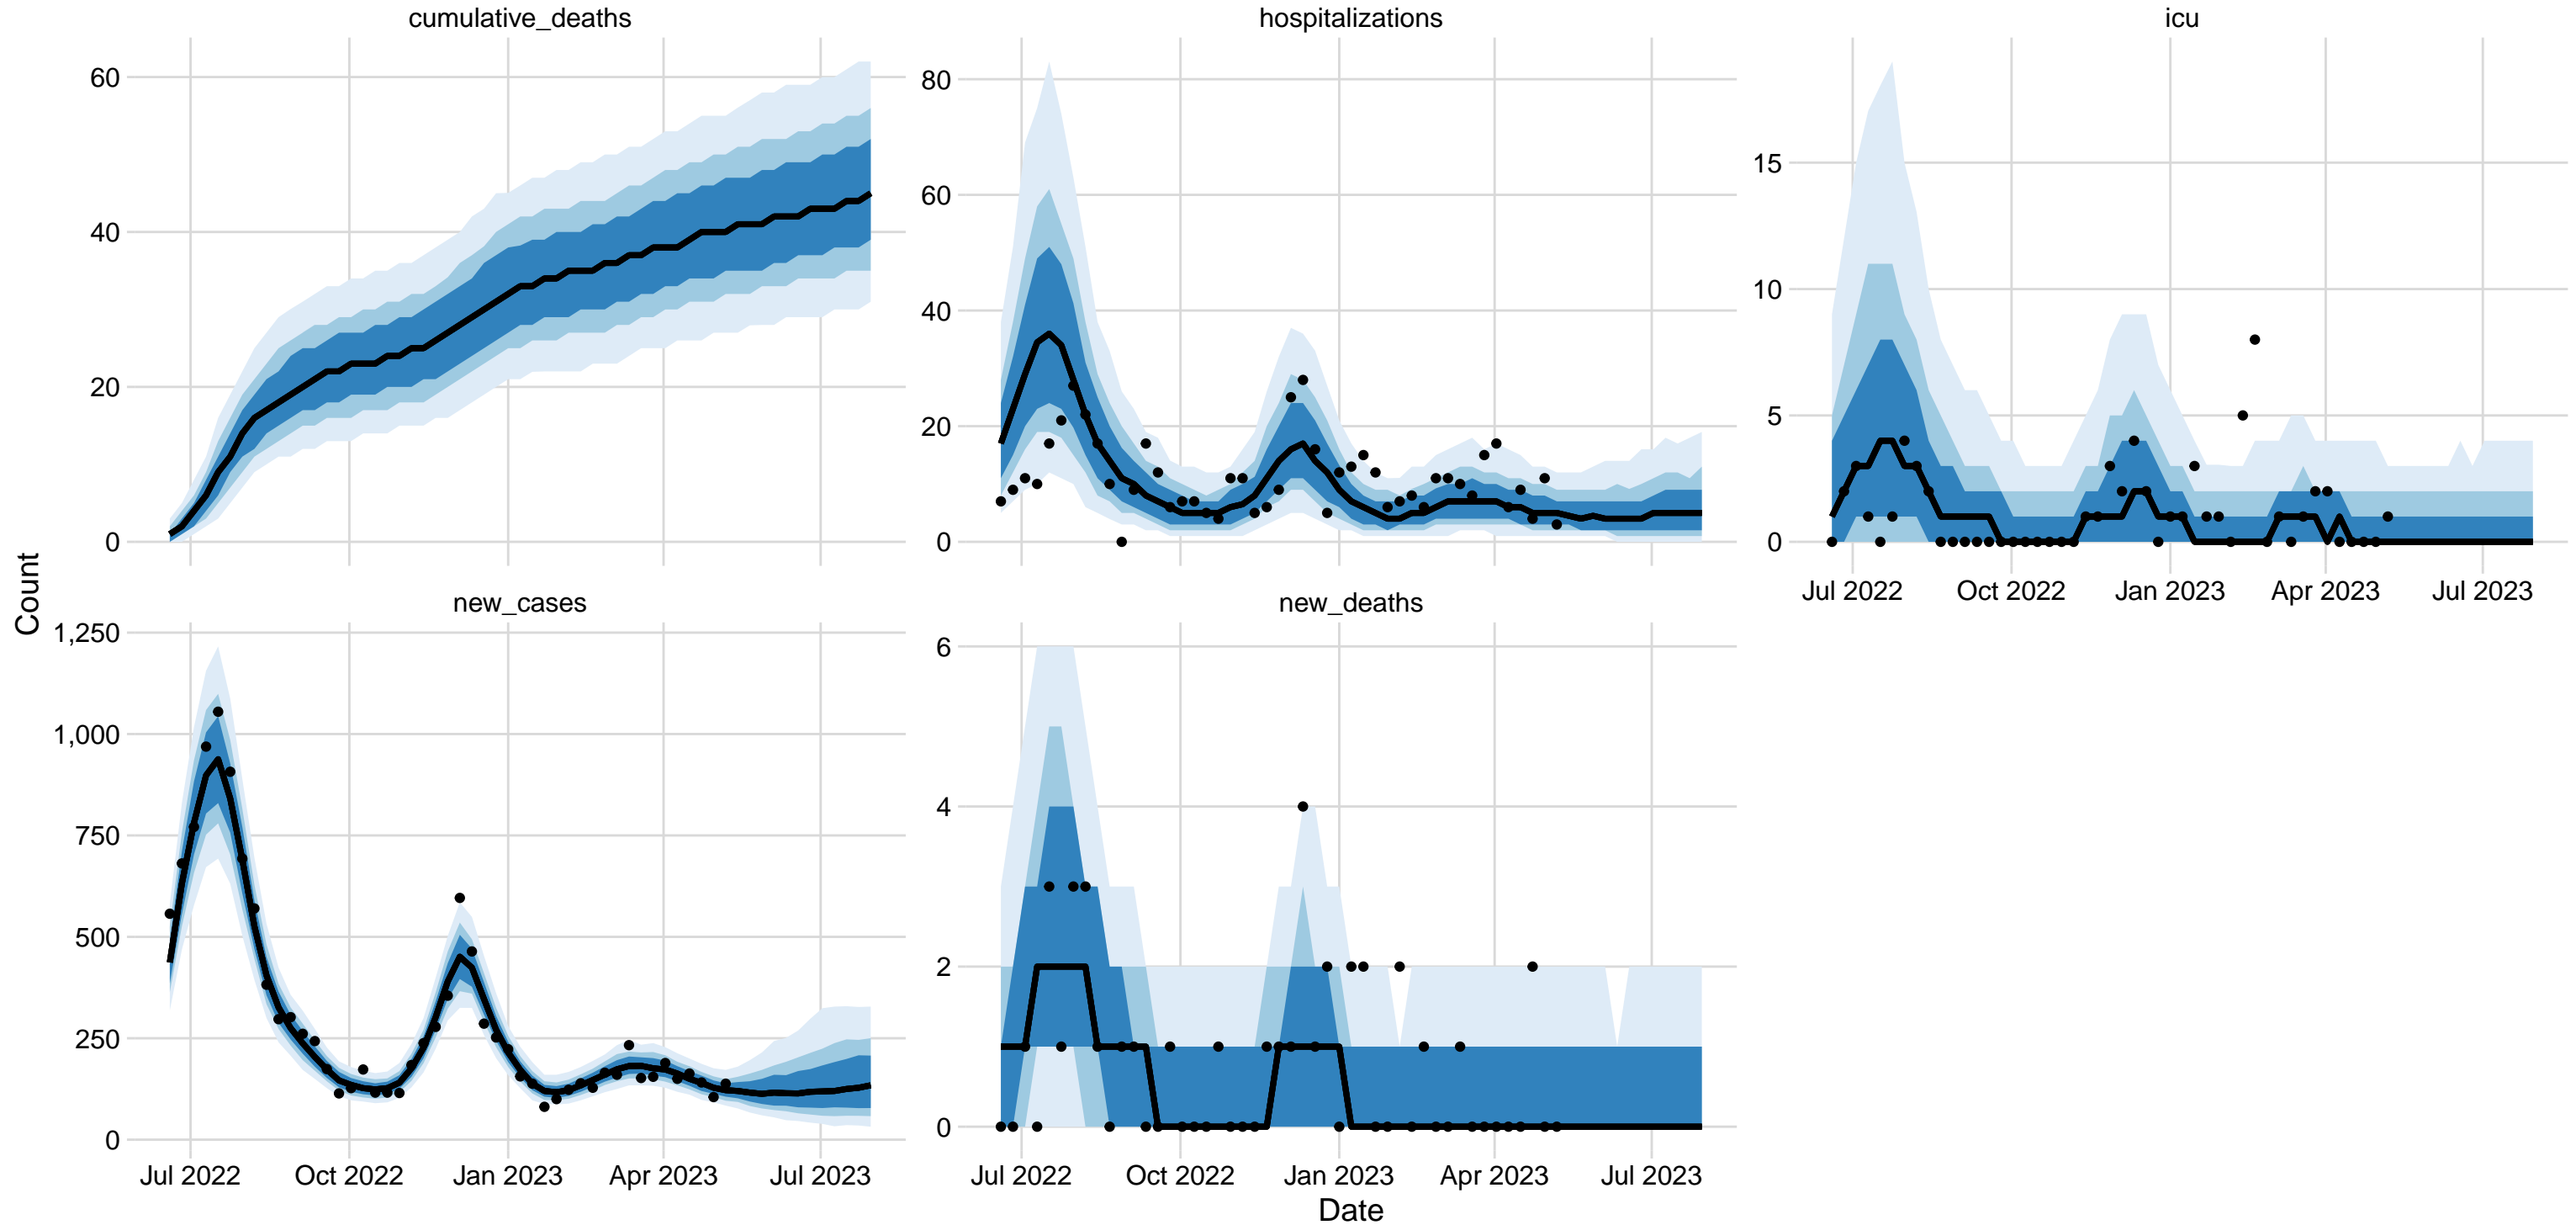 cumulative_deaths
hospitalizations
icu
60
40
20
0
80
60
40
20
0
15
10
5
0
Jul 2022 Oct 2022 Jan 2023 Apr 2023 Jul 2023
Count
new_cases
new_deaths
1,250
1,000
750
500
250
0
6
4
2
0
Jul 2022 Oct 2022 Jan 2023 Apr 2023 Jul 2023
Jul 2022 Oct 2022 Jan 2023 Apr 2023 Jul 2023
Date